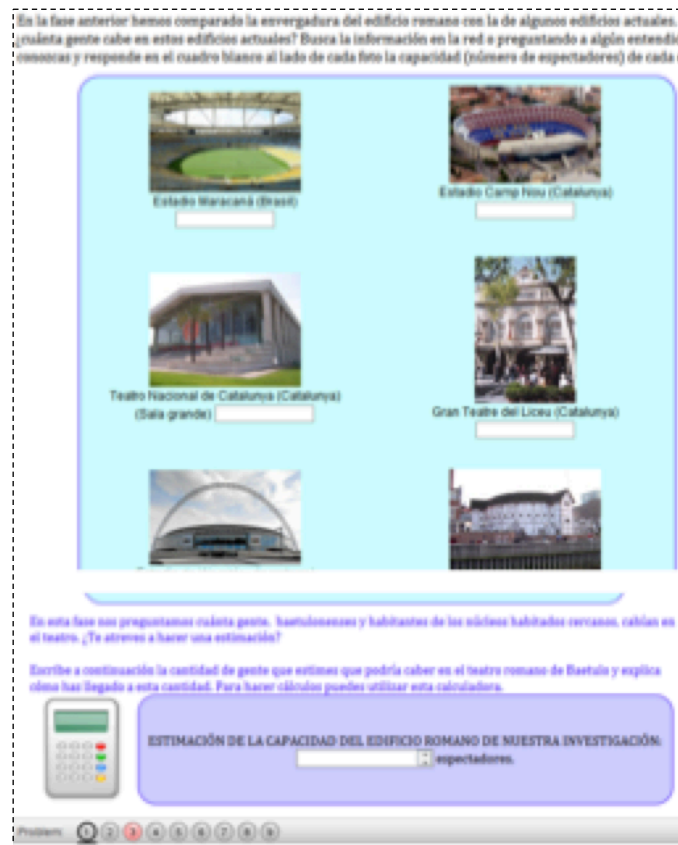 En la fase anterior hemos comparado la envergadura del edificio romano con la de algunos edificios actuales.
¿cuánta gente cabe en estos edificios actuales? Busca la información en la red o preguntando a algún entendid
conozcas y responde en el cuadro blanco al lado de cada foto la capacidad (número de espectadores) de cada
Estadio Maracaná (Brasil)
Estadio Camp Nou (Catalunya)
Teatro Nacional de Catalunya (Catalunya)
(Sala grande)
Gran Teatre del Liceu (Catalunya)
En esta fase nos preguntamos cuánta gente, baetulonenses y habitantes de los núcleos habitados cercanos, cabían en
el teatro. ¿Te atreves a hacer una estimación?
Escribe a continuación la cantidad de gente que estimes que podría caber en el teatro romano de Baetulo y explica
cómo has llegado a esta cantidad. Para hacer cálculos puedes utilizar esta calculadora.
ESTIMACIÓN DE LA CAPACIDAD DEL EDIFICIO ROMANO DE NUESTRA INVESTIGACIÓN:
espectadores.
Problem: 1 2 3 4 5 6 7 8 9